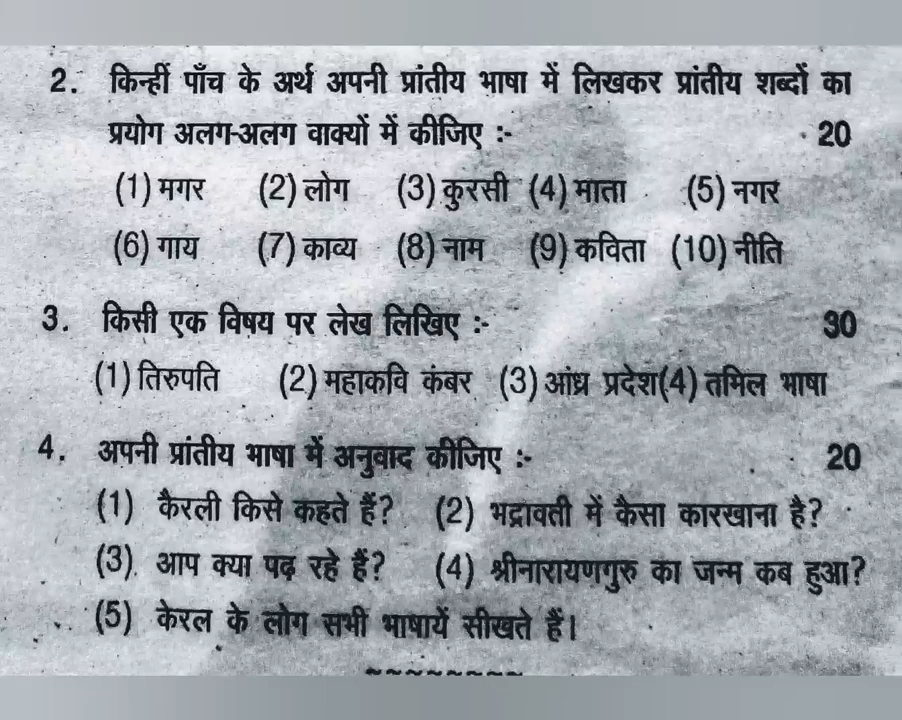 2. किन्हीं पाँच के अर्थ अपनी प्रांतीय भाषा में लिखकर प्रांतीय शब्दों का
प्रयोग अलग-अलग वाक्यों में कीजिए :- 20
(1) मगर (2) लोग (3) कुरसी (4) माता (5) नगर
(6) गाय (7) काव्य (8) नाम (9) कविता (10) नीति
3. किसी एक विषय पर लेख लिखिए :- 30
(1) तिरुपति (2) महाकवि कंबर (3) आंध्र प्रदेश(4) तमिल भाषा
4. अपनी प्रांतीय भाषा में अनुवाद कीजिए :- 20
(1) कैरली किसे कहते हैं? (2) भद्रावती में कैसा कारखाना है?
(3) आप क्या पढ़ रहे हैं? (4) श्रीनारायणगुरु का जन्म कब हुआ?
(5) केरल के लोग सभी भाषायें सीखते हैं।
~~~~~~~~